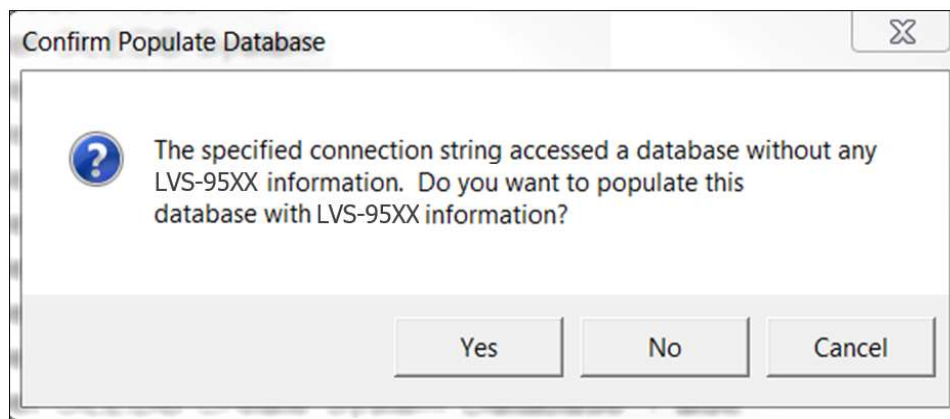 Confirm Populate Database
The specified connection string accessed a database without any
LVS-95XX information. Do you want to populate this
database with LVS-95XX information?
Yes No Cancel